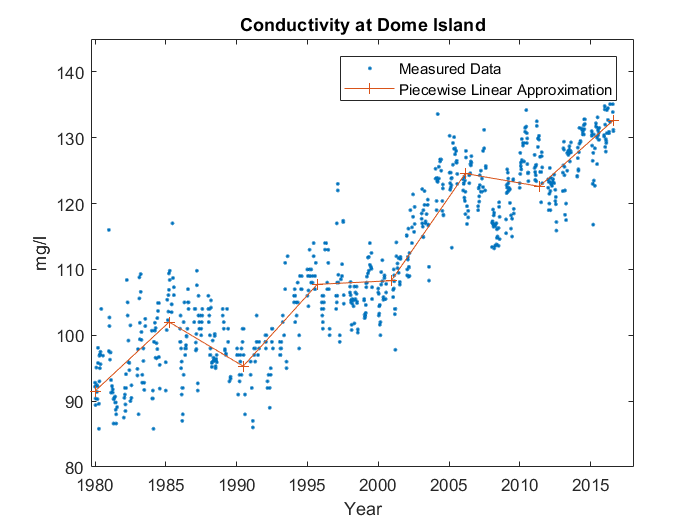 Conductivity at Dome Island
Measured Data
Piecewise Linear Approximation
mg/l
140
130
120
110
100
90
80
1980 1985 1990 1995 2000 2005 2010 2015
Year